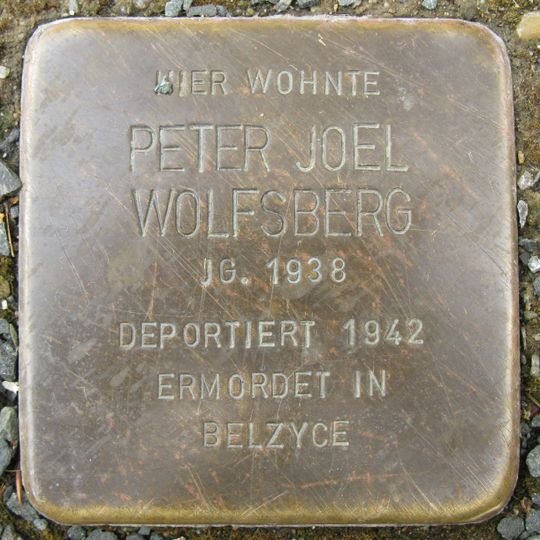 HIER WOHNTE
PETER JOEL
WOLFSBERG
JG. 1938
DEPORTIERT 1942
ERMORDET IN
BELZYCE